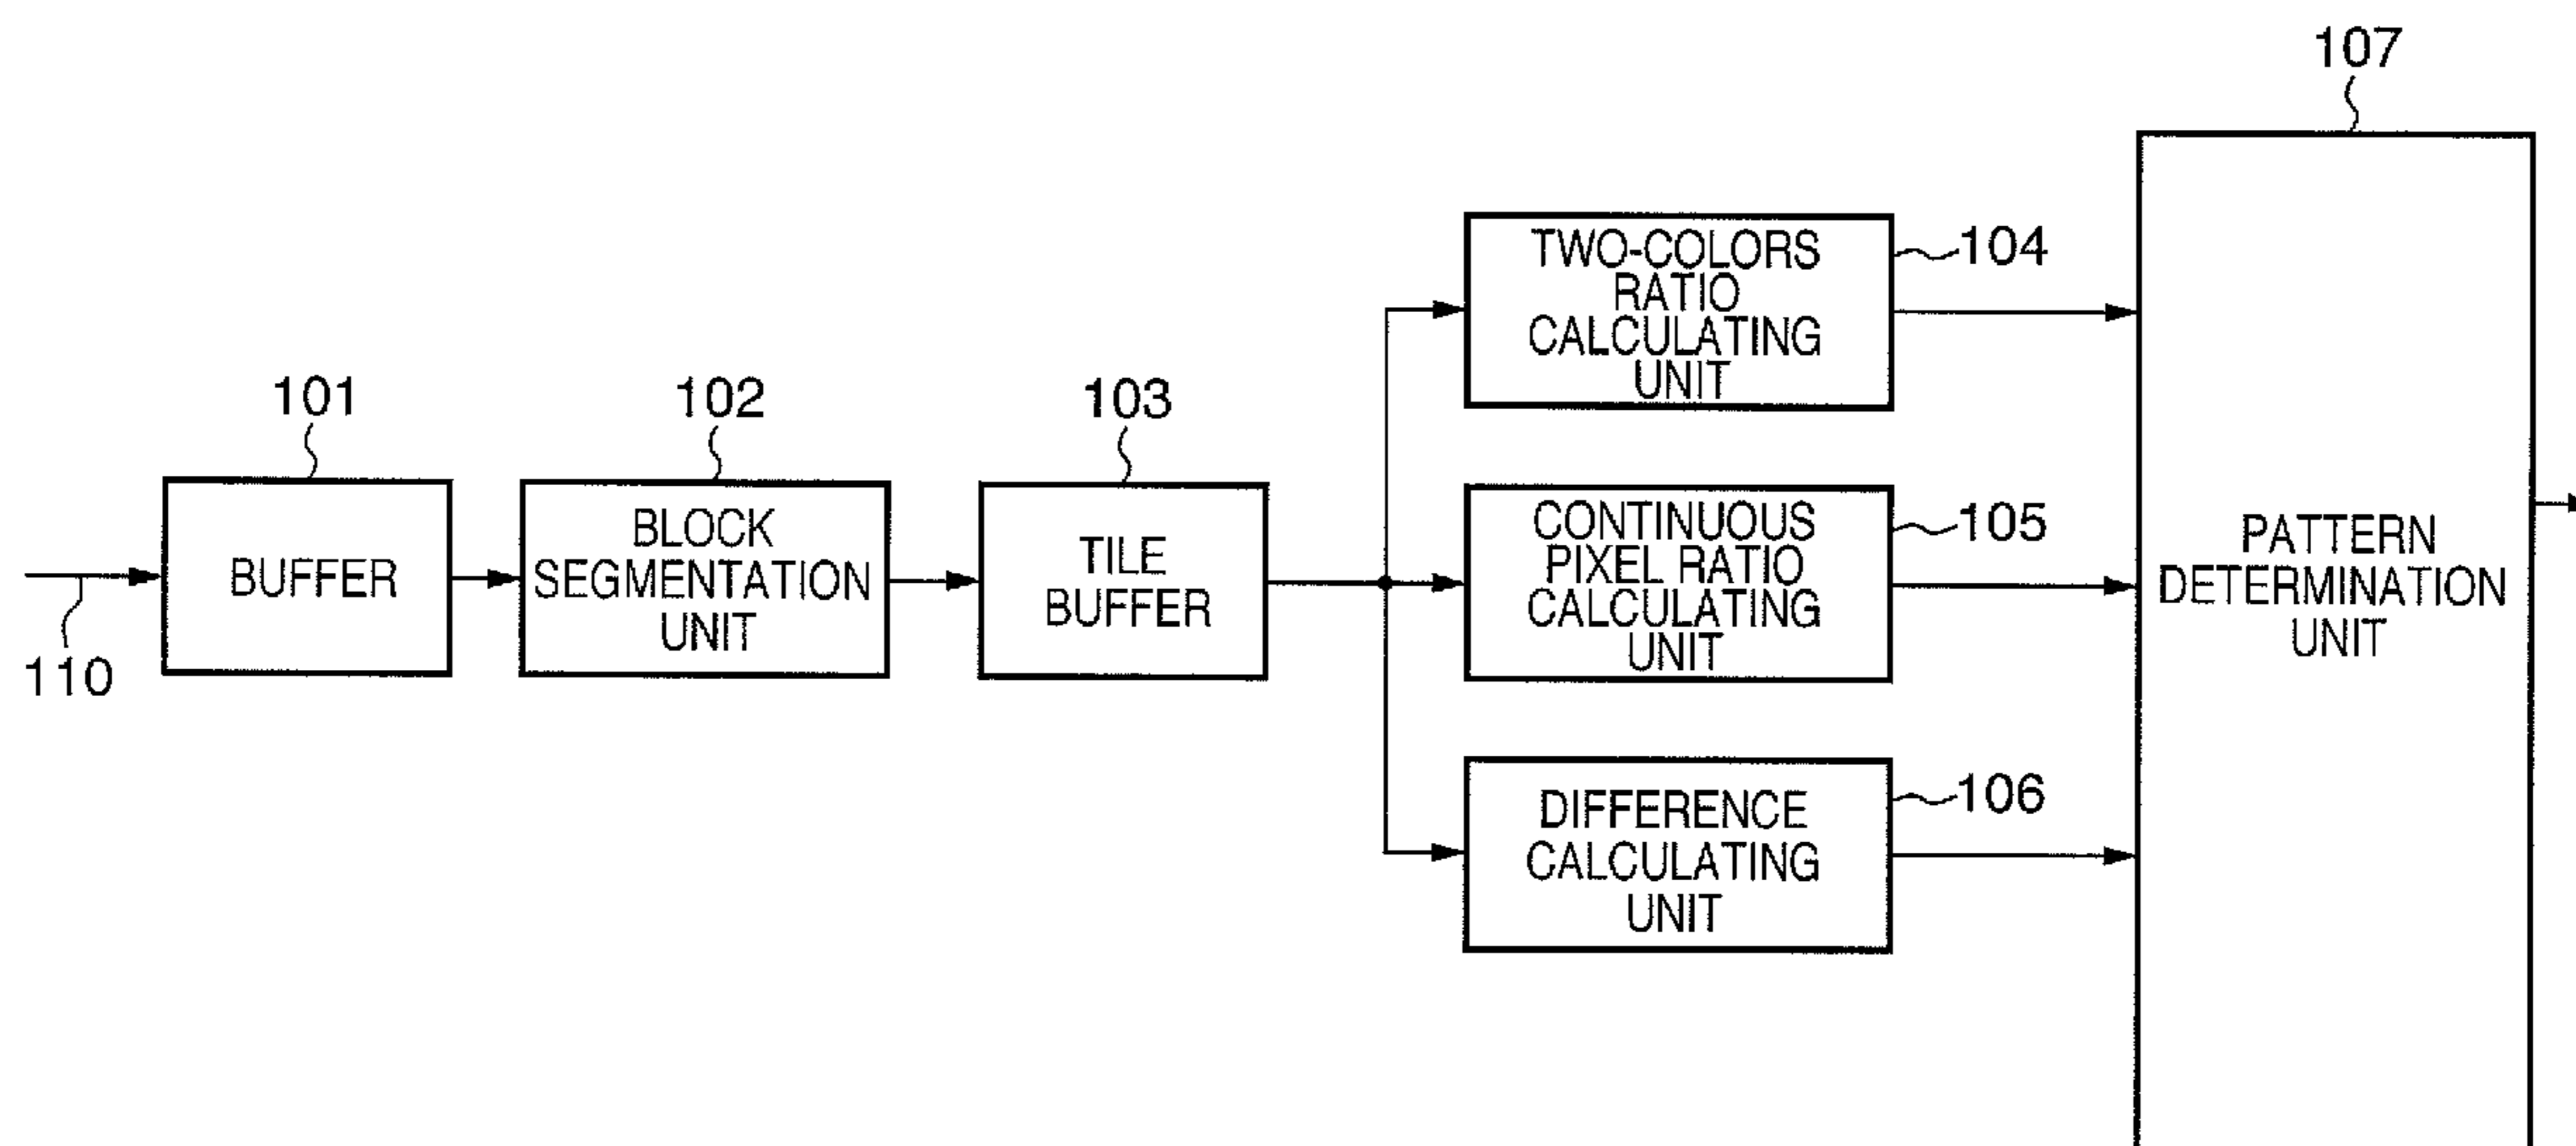 107
TWO-COLORS
RATIO
CALCULATING
UNIT
104
101
102
103
BUFFER
BLOCK
SEGMENTATION
UNIT
TILE
BUFFER
CONTINUOUS
PIXEL RATIO
CALCULATING
UNIT
105
PATTERN
DETERMINATION
UNIT
110
DIFFERENCE
CALCULATING
UNIT
106